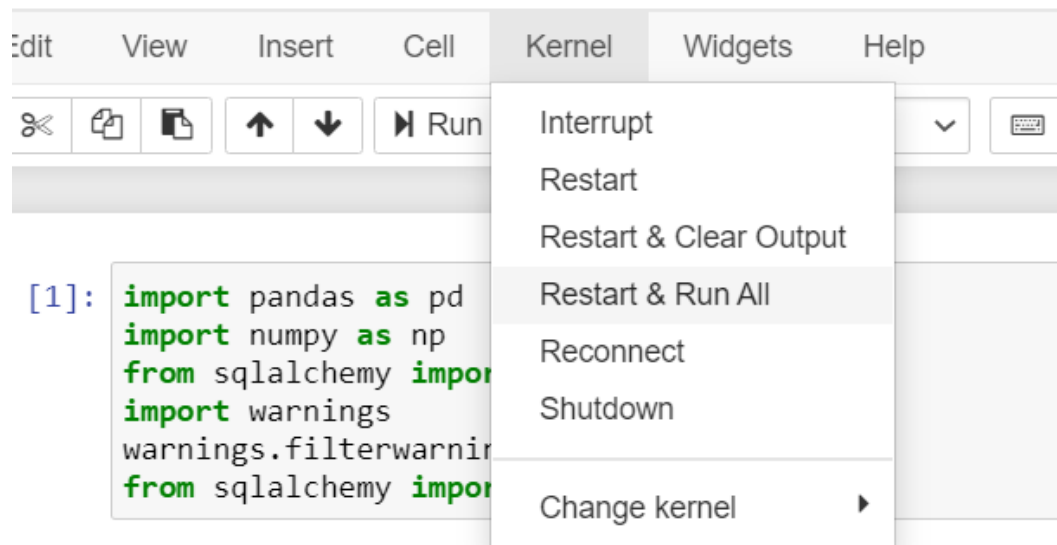 Edit View Insert Cell Kernel Widgets Help
Run
Interrupt
Restart
Restart & Clear Output
Restart & Run All
Reconnect
Shutdown
Change kernel
[1]: import pandas as pd
import numpy as np
from sqlalchemy impor
import warnings
warnings.filterwarnin
from sqlalchemy impor